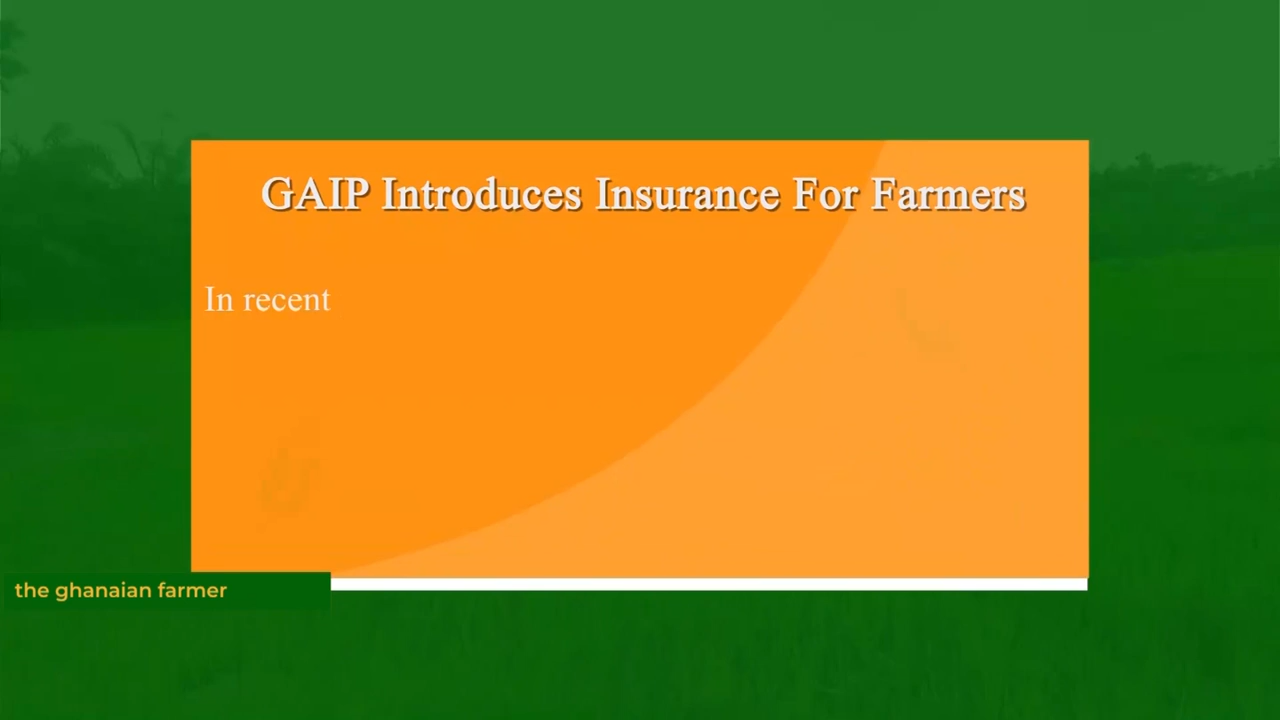 GAIP Introduces Insurance For Farmers
In recent
the ghanaian farmer